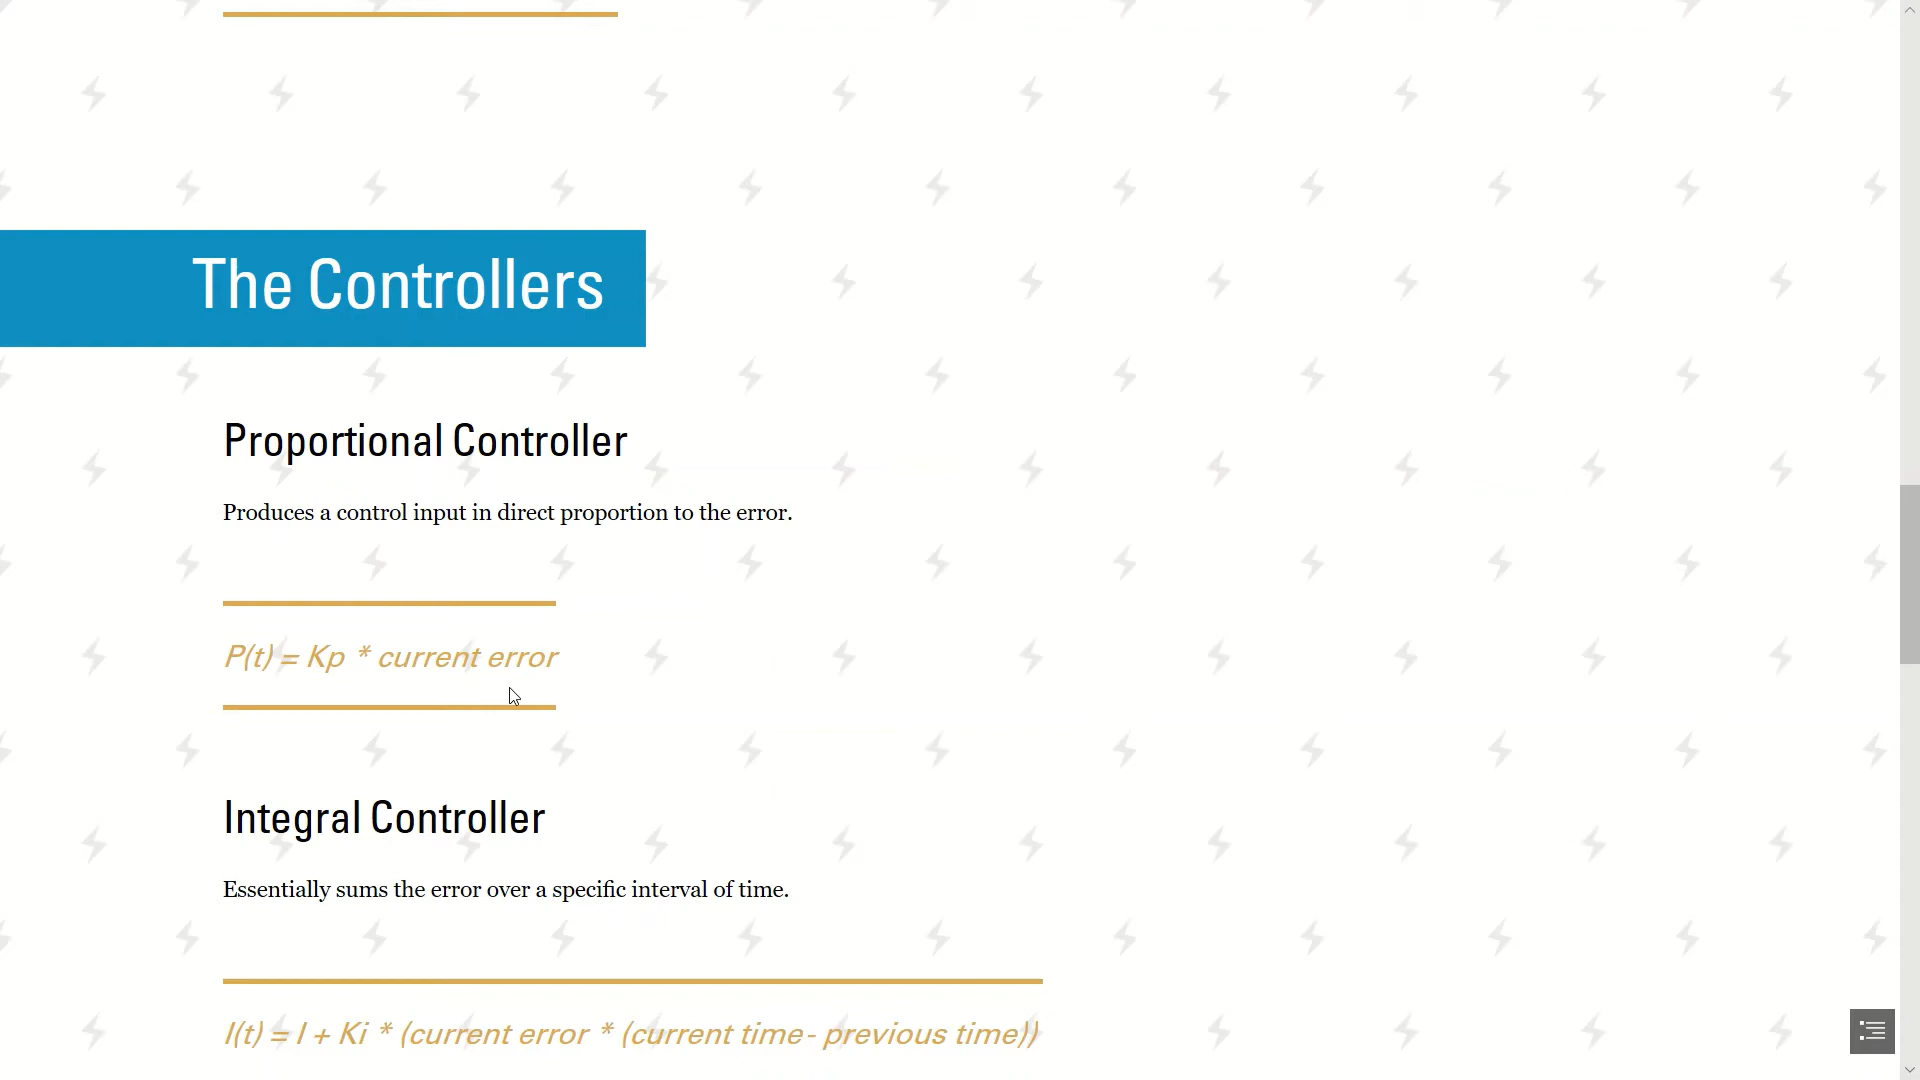 The Controllers
Proportional Controller
Produces a control input in direct proportion to the error.
P(t) = Kp * current error
Integral Controller
Essentially sums the error over a specific interval of time.
I(t) = I + Ki * (current error * (current time - previous time))